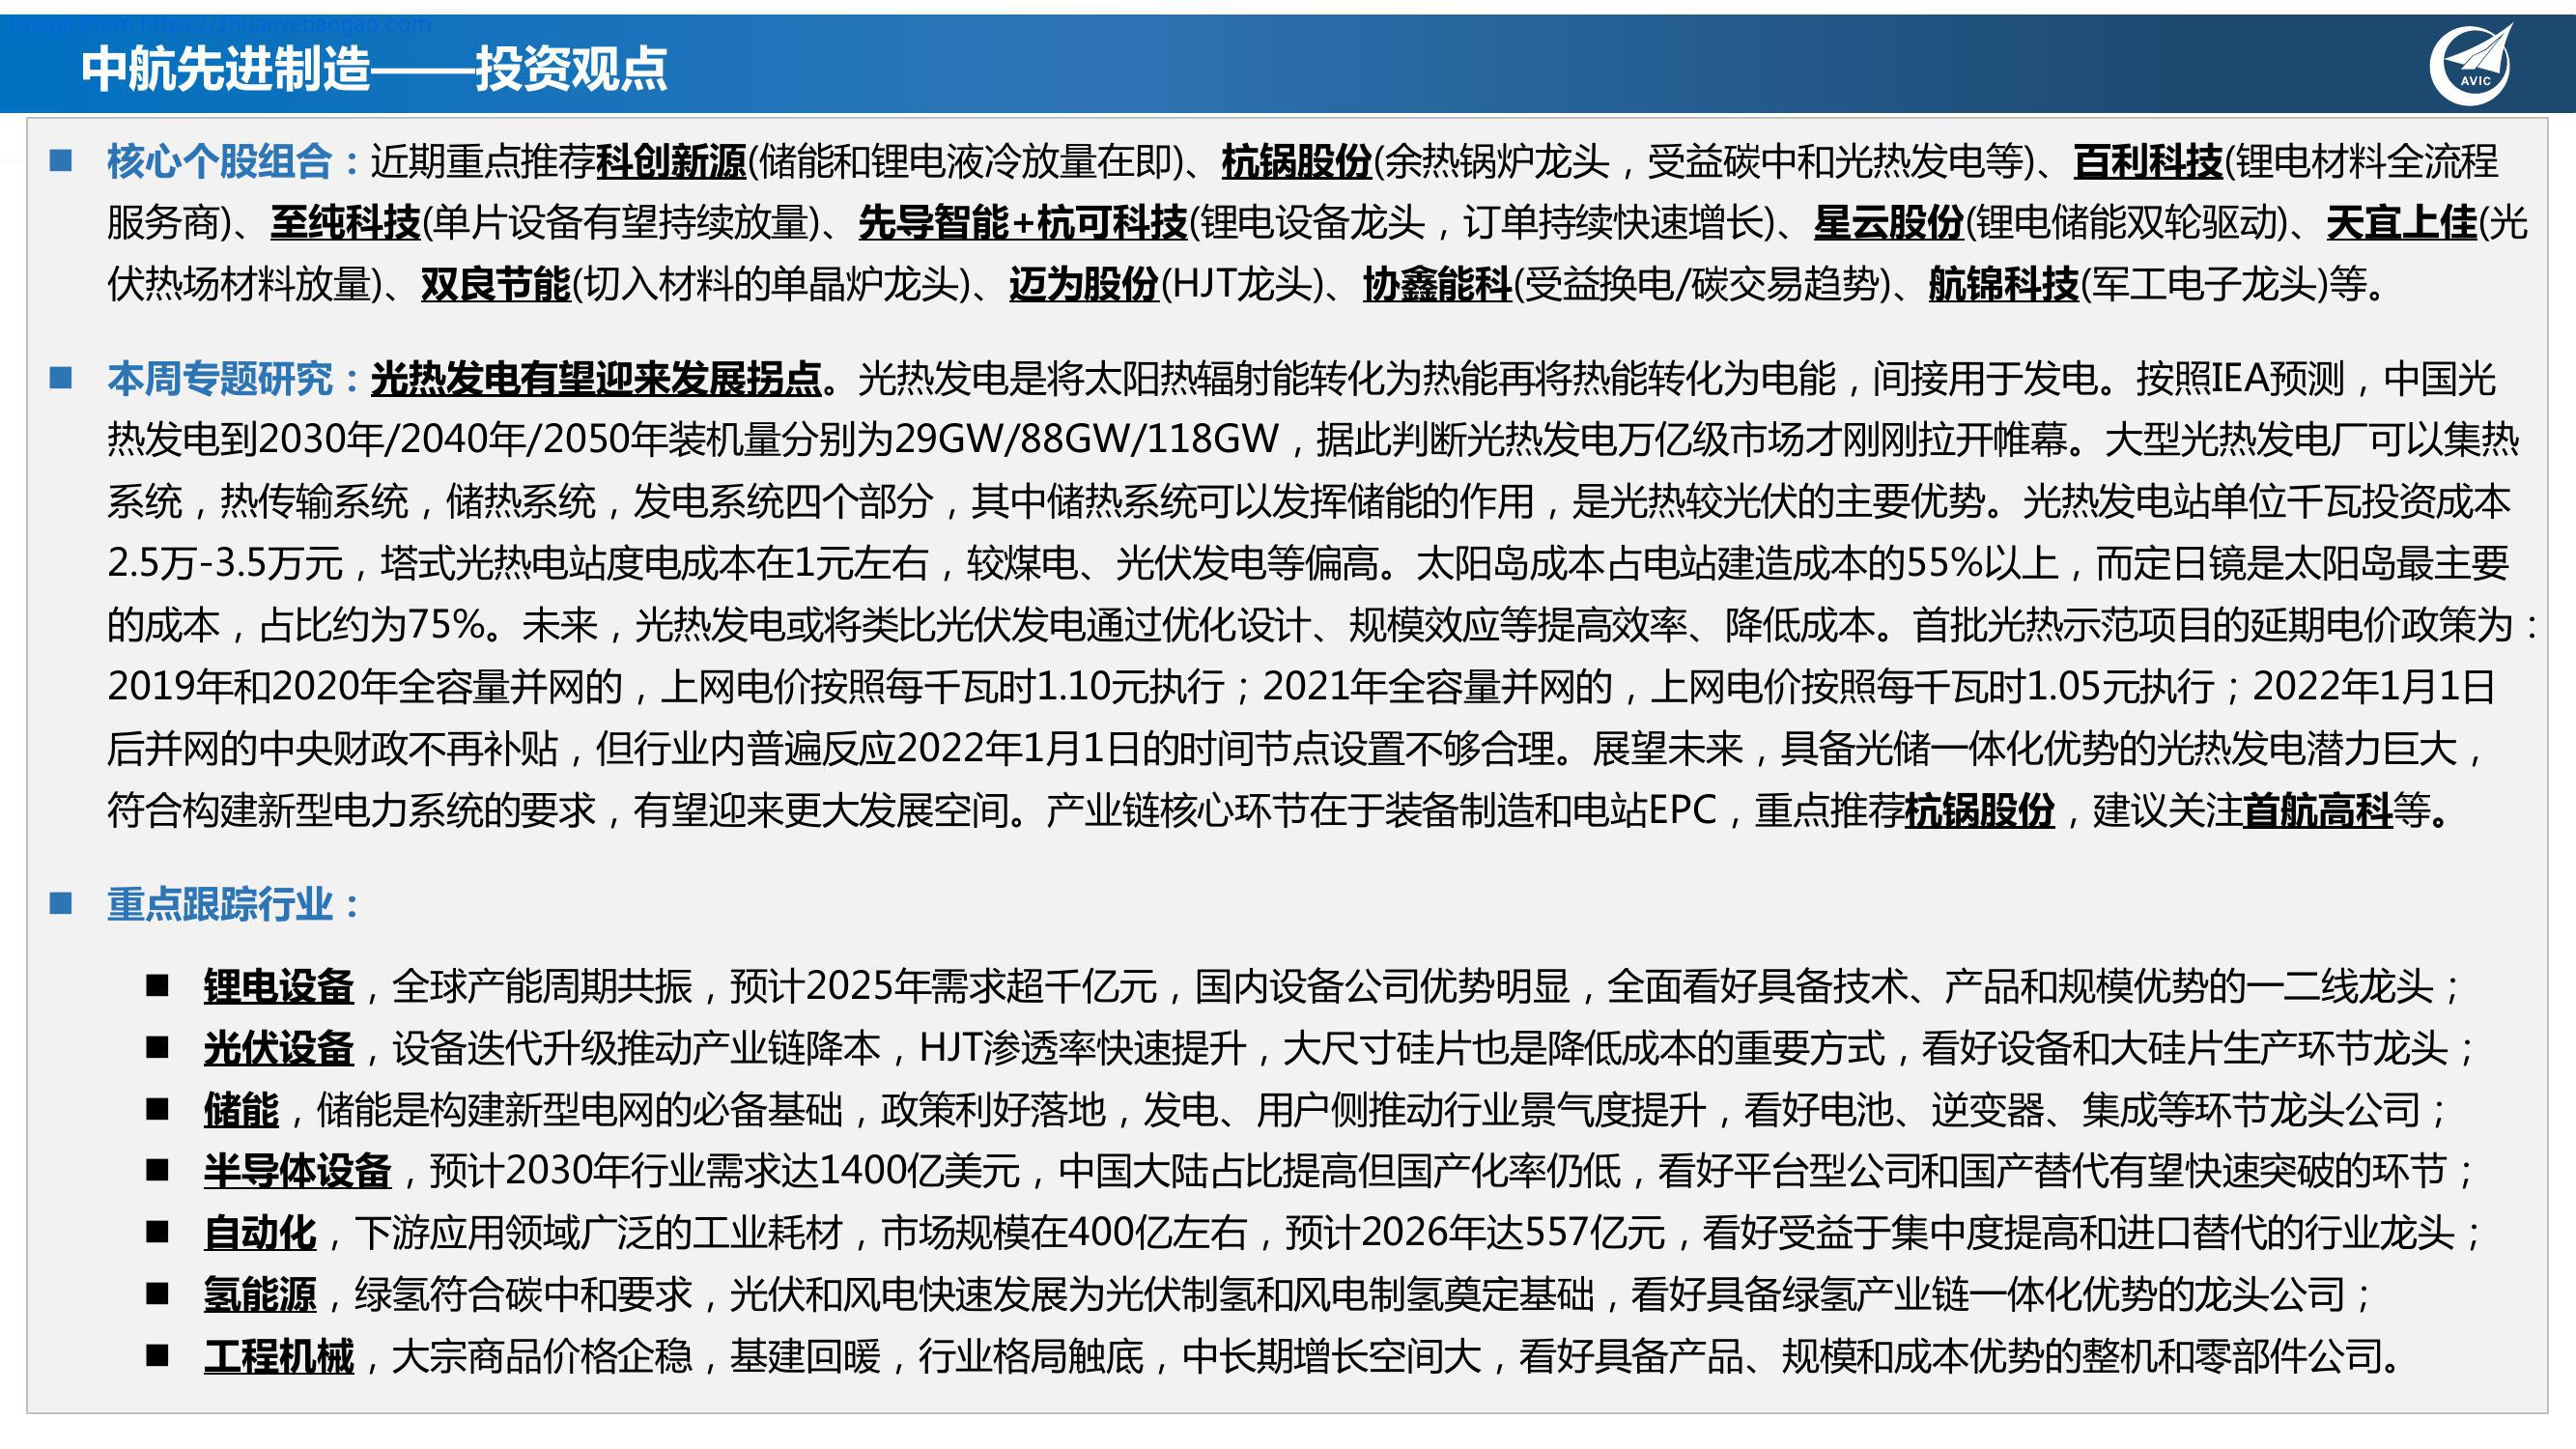 Image From https://zhuanyebaogao.com
中航先进制造——投资观点
AVIC
■ 核心个股组合：近期重点推荐科创新源(储能和锂电液冷放量在即)、杭锅股份(余热锅炉龙头，受益碳中和光热发电等)、百利科技(锂电材料全流程
服务商)、至纯科技(单片设备有望持续放量)、先导智能+杭可科技(锂电设备龙头，订单持续快速增长)、星云股份(锂电储能双轮驱动)、天宜上佳(光
伏热场材料放量)、双良节能(切入材料的单晶炉龙头)、迈为股份(HJT龙头)、协鑫能科(受益换电/碳交易趋势)、航锦科技(军工电子龙头)等。
■ 本周专题研究：光热发电有望迎来发展拐点。光热发电是将太阳热辐射能转化为热能再将热能转化为电能，间接用于发电。按照IEA预测，中国光
热发电到2030年/2040年/2050年装机量分别为29GW/88GW/118GW，据此判断光热发电万亿级市场才刚刚拉开帷幕。大型光热发电厂可以集热
系统，热传输系统，储热系统，发电系统四个部分，其中储热系统可以发挥储能的作用，是光热较光伏的主要优势。光热发电站单位千瓦投资成本
2.5万-3.5万元，塔式光热电站度电成本在1元左右，较煤电、光伏发电等偏高。太阳岛成本占电站建造成本的55%以上，而定日镜是太阳岛最主要
的成本，占比约为75%。未来，光热发电或将类比光伏发电通过优化设计、规模效应等提高效率、降低成本。首批光热示范项目的延期电价政策为：
2019年和2020年全容量并网的，上网电价按照每千瓦时1.10元执行；2021年全容量并网的，上网电价按照每千瓦时1.05元执行；2022年1月1日
后并网的中央财政不再补贴，但行业内普遍反应2022年1月1日的时间节点设置不够合理。展望未来，具备光储一体化优势的光热发电潜力巨大，
符合构建新型电力系统的要求，有望迎来更大发展空间。产业链核心环节在于装备制造和电站EPC，重点推荐杭锅股份，建议关注首航高科等。
■ 重点跟踪行业：
■ 锂电设备，全球产能周期共振，预计2025年需求超千亿元，国内设备公司优势明显，全面看好具备技术、产品和规模优势的一二线龙头；
■ 光伏设备，设备迭代升级推动产业链降本，HJT渗透率快速提升，大尺寸硅片也是降低成本的重要方式，看好设备和大硅片生产环节龙头；
■ 储能，储能是构建新型电网的必备基础，政策利好落地，发电、用户侧推动行业景气度提升，看好电池、逆变器、集成等环节龙头公司；
■ 半导体设备，预计2030年行业需求达1400亿美元，中国大陆占比提高但国产化率仍低，看好平台型公司和国产替代有望快速突破的环节；
■ 自动化，下游应用领域广泛的工业耗材，市场规模在400亿左右，预计2026年达557亿元，看好受益于集中度提高和进口替代的行业龙头；
■ 氢能源，绿氢符合碳中和要求，光伏和风电快速发展为光伏制氢和风电制氢奠定基础，看好具备绿氢产业链一体化优势的龙头公司；
■ 工程机械，大宗商品价格企稳，基建回暖，行业格局触底，中长期增长空间大，看好具备产品、规模和成本优势的整机和零部件公司。